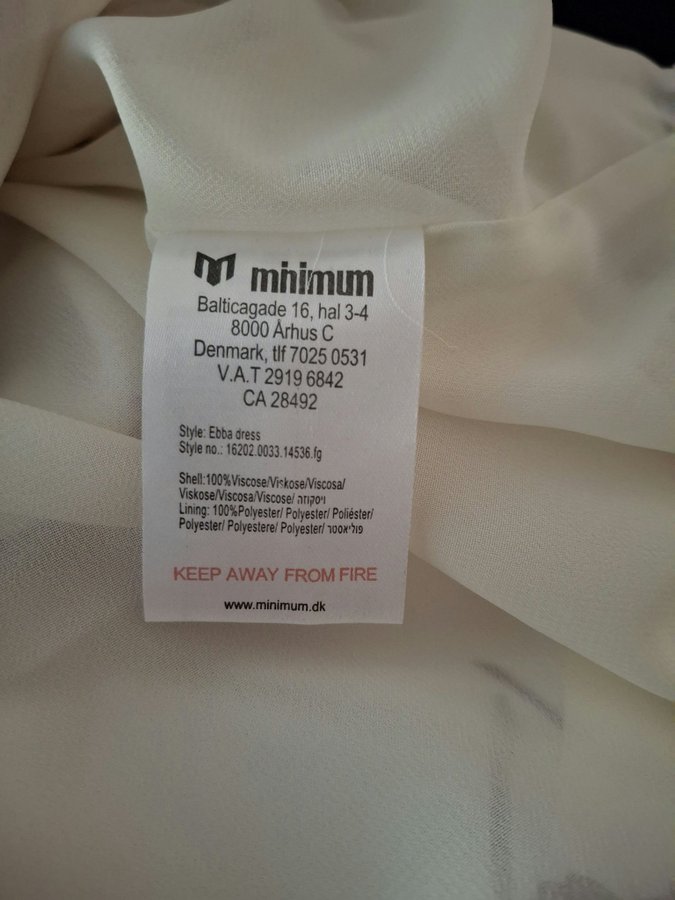 minimum
Balticagade 16, hal 3-4
8000 Århus C
Denmark, tlf 7025 0531
V.A.T 2919 6842
CA 28492
Style: Ebba dress
Style no.: 16202.0033.14536.fg
Shell:100%Viscose/Viskose/Viscosa/
Viskose/Viscosa/Viscose/ ויסקוזה
Lining: 100%Polyester/ Polyester/ Poliéster/
Polyester/ Polyestere/ Polyester/ פוליאסטר
KEEP AWAY FROM FIRE
www.minimum.dk